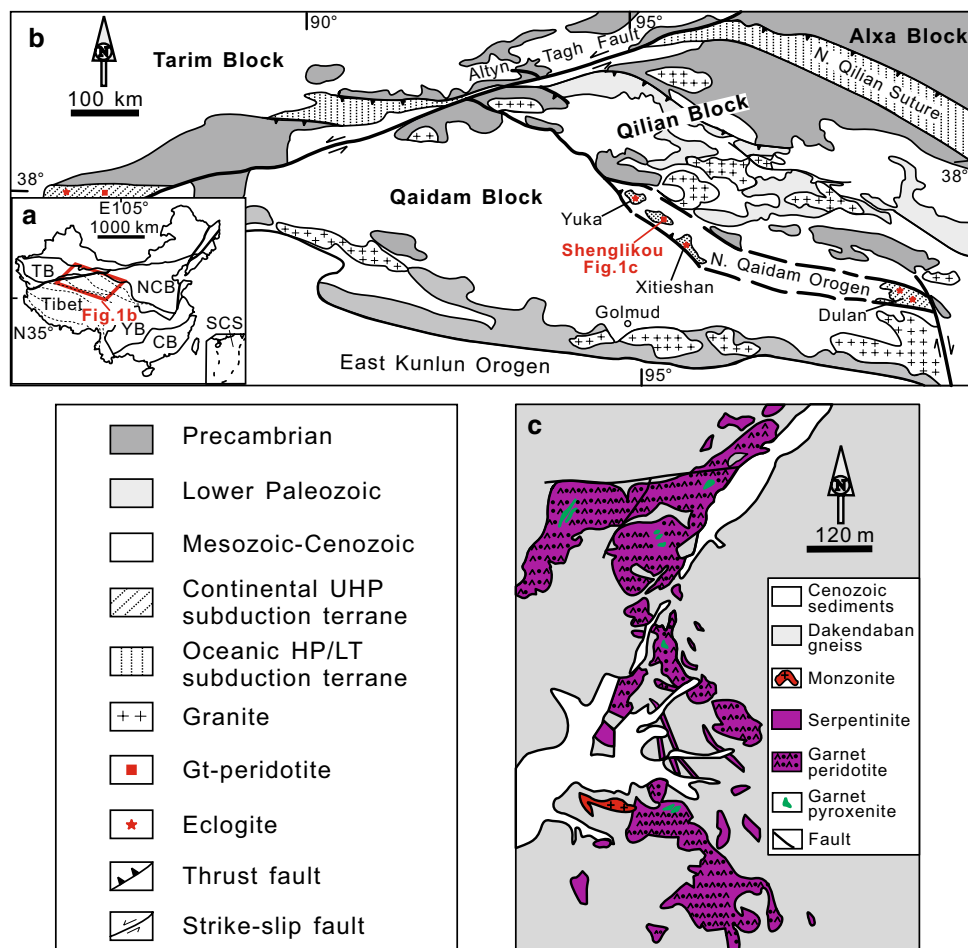 b
90°
95°
Tarim Block
Alxa Block
Altyn Tagh Fault
N. Qilian Suture
N
100 km
Qilian Block
38°
38°
Qaidam Block
Yuka
Shenglikou
Fig.1c
Xitieshan
N. Qaidam Orogen
Dulan
Golmud
East Kunlun Orogen
95°
a
E105°
1000 km
TB
NCB
Tibet
Fig.1b
N35°
YB
SCS
CB
Precambrian
Lower Paleozoic
Mesozoic-Cenozoic
Continental UHP
subduction terrane
Oceanic HP/LT
subduction terrane
Granite
Gt-peridotite
Eclogite
Thrust fault
Strike-slip fault
c
N
120 m
Cenozoic
sediments
Dakendaban
gneiss
Monzonite
Serpentinite
Garnet
peridotite
Garnet
pyroxenite
Fault